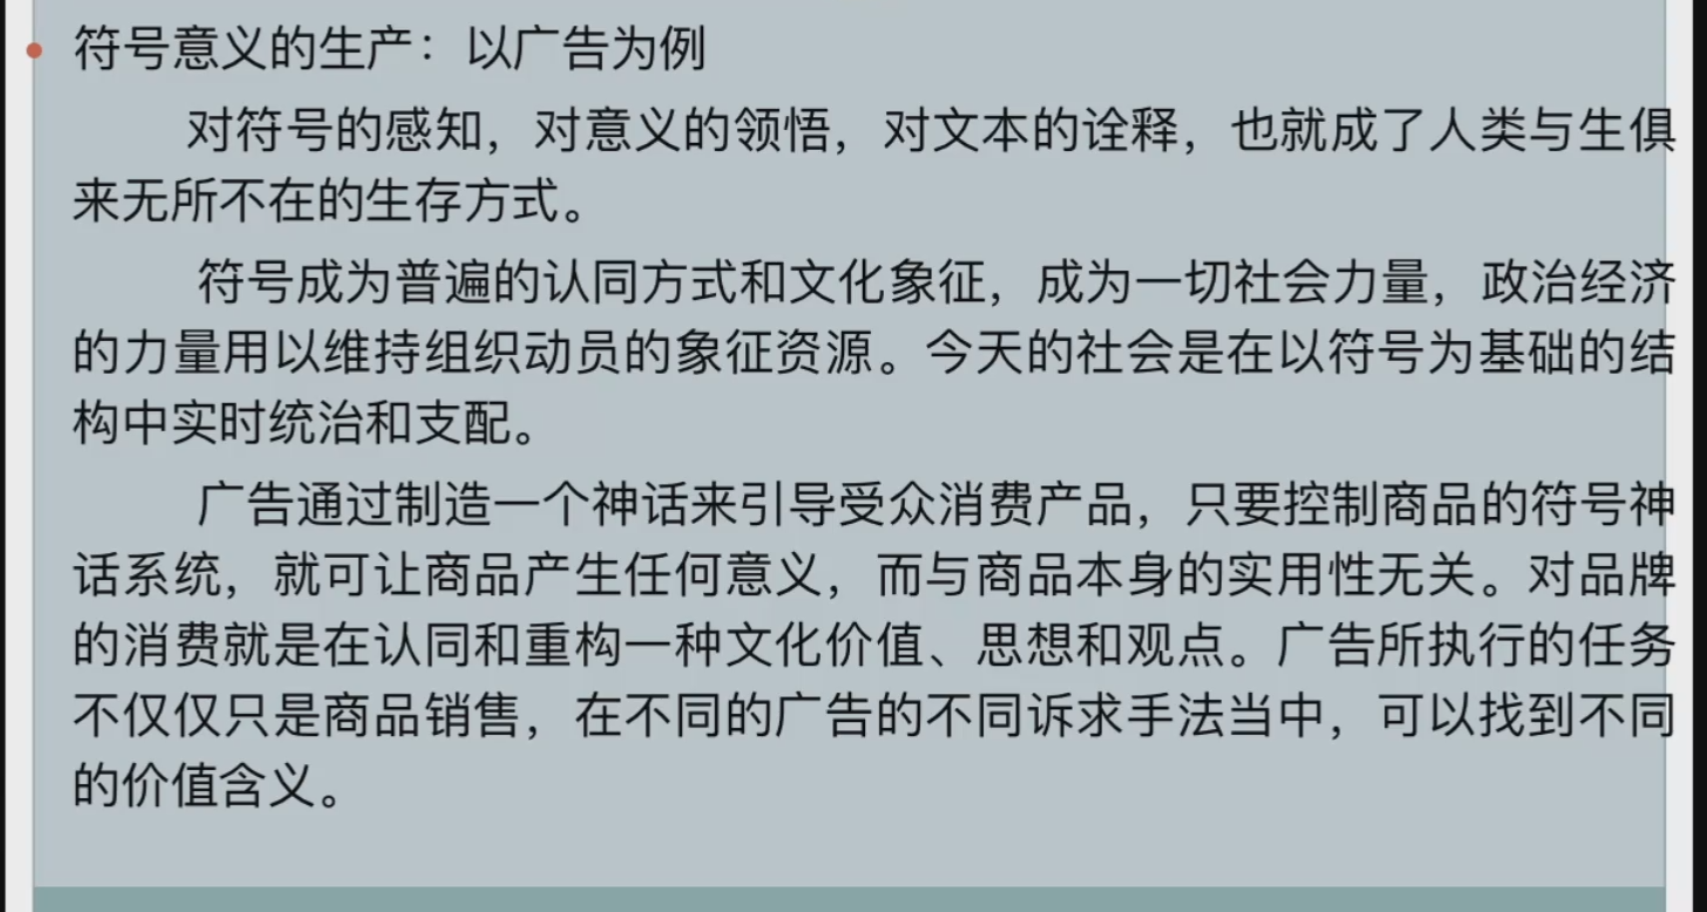 符号意义的生产：以广告为例
对符号的感知，对意义的领悟，对文本的诠释，也就成了人类与生俱
来无所不在的生存方式。
符号成为普遍的认同方式和文化象征，成为一切社会力量，政治经济
的力量用以维持组织动员的象征资源。今天的社会是在以符号为基础的结
构中实时统治和支配。
广告通过制造一个神话来引导受众消费产品，只要控制商品的符号神
话系统，就可让商品产生任何意义，而与商品本身的实用性无关。对品牌
的消费就是在认同和重构一种文化价值、思想和观点。广告所执行的任务
不仅仅只是商品销售，在不同的广告的不同诉求手法当中，可以找到不同
的价值含义。